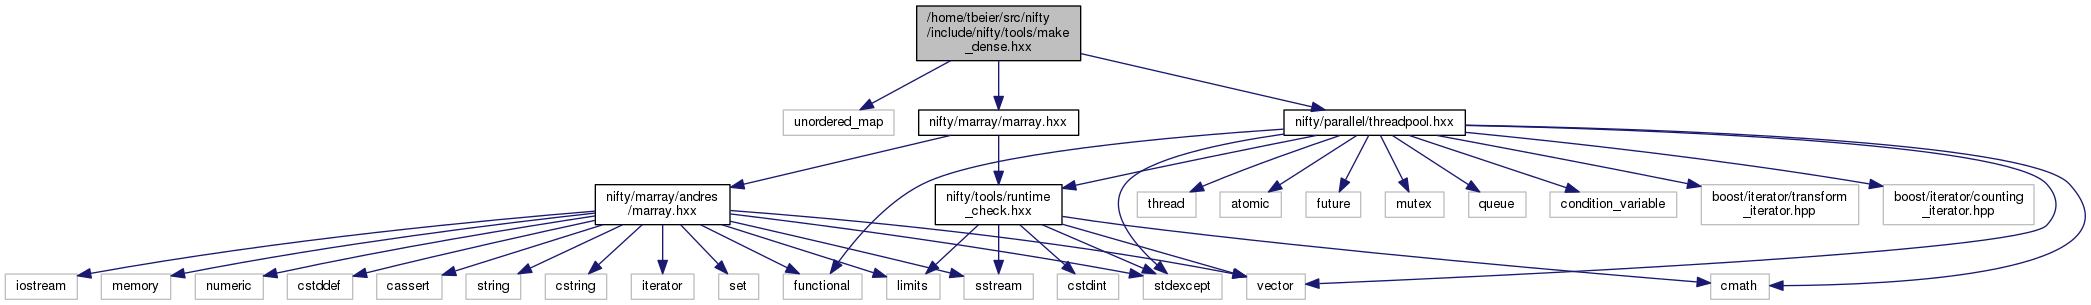 /home/tbeier/src/nifty
/include/nifty/tools/make
_dense.hxx
unordered_map
nifty/marray/marray.hxx
nifty/parallel/threadpool.hxx
nifty/marray/andres
/marray.hxx
nifty/tools/runtime
_check.hxx
thread
atomic
future
mutex
queue
condition_variable
boost/iterator/transform
_iterator.hpp
boost/iterator/counting
_iterator.hpp
iostream
memory
numeric
cstddef
cassert
string
cstring
iterator
set
functional
limits
sstream
cstdint
stdexcept
vector
cmath